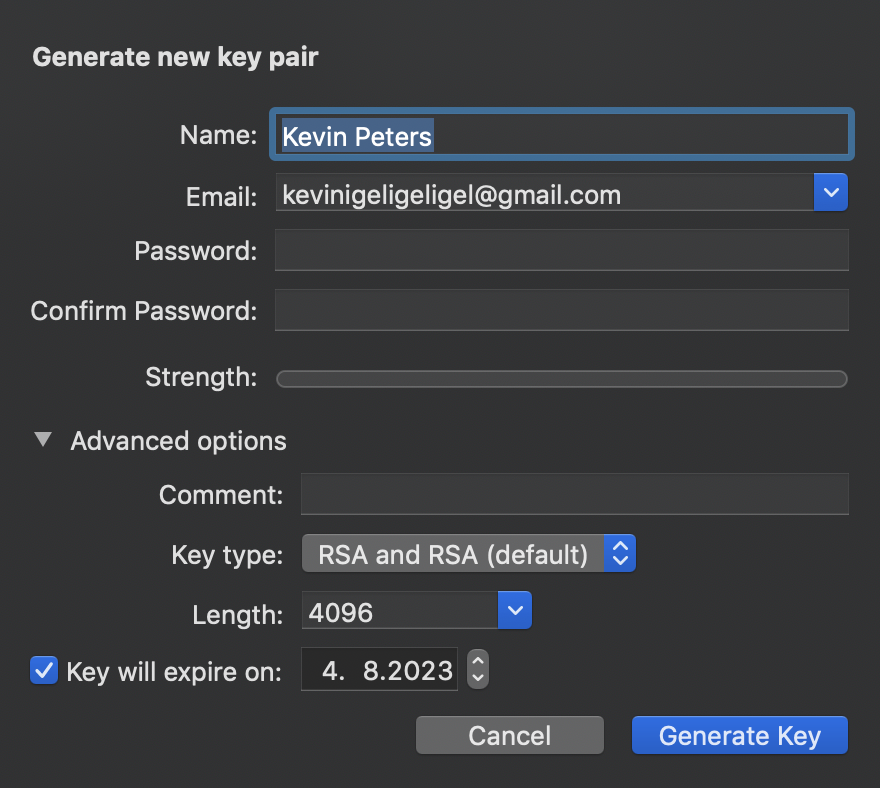 Generate new key pair
Name: Kevin Peters
Email: kevinigeligeligel@gmail.com
Password:
Confirm Password:
Strength:
Advanced options
Comment:
Key type: RSA and RSA (default)
Length: 4096
Key will expire on: 4. 8.2023
Cancel Generate Key